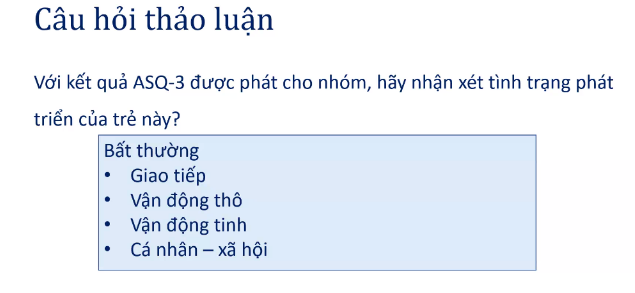 Câu hỏi thảo luận
Với kết quả ASQ-3 được phát cho nhóm, hãy nhận xét tình trạng phát
triển của trẻ này?
Bất thường
• Giao tiếp
• Vận động thô
• Vận động tinh
• Cá nhân – xã hội